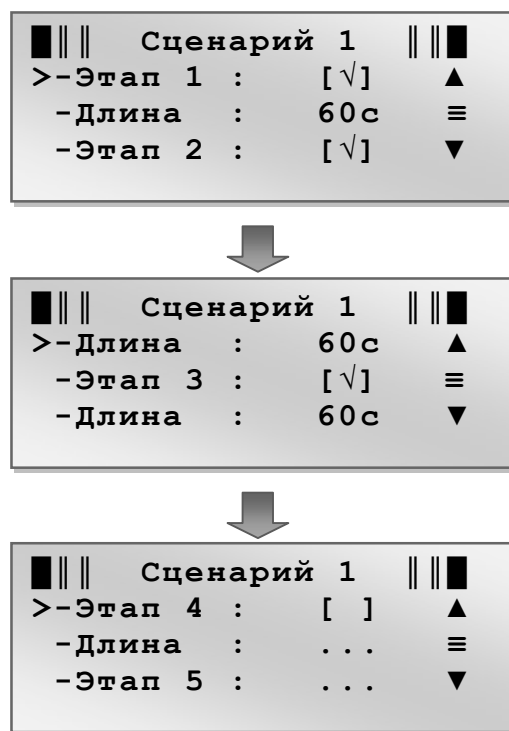 █║║ Сценарий 1 ║║█
>-Этап 1 : [√] ▲
-Длина : 60с ≡
-Этап 2 : [√] ▼
█║║ Сценарий 1 ║║█
>-Длина : 60с ▲
-Этап 3 : [√] ≡
-Длина : 60с ▼
█║║ Сценарий 1 ║║█
>-Этап 4 : [ ] ▲
-Длина : ... ≡
-Этап 5 : ... ▼